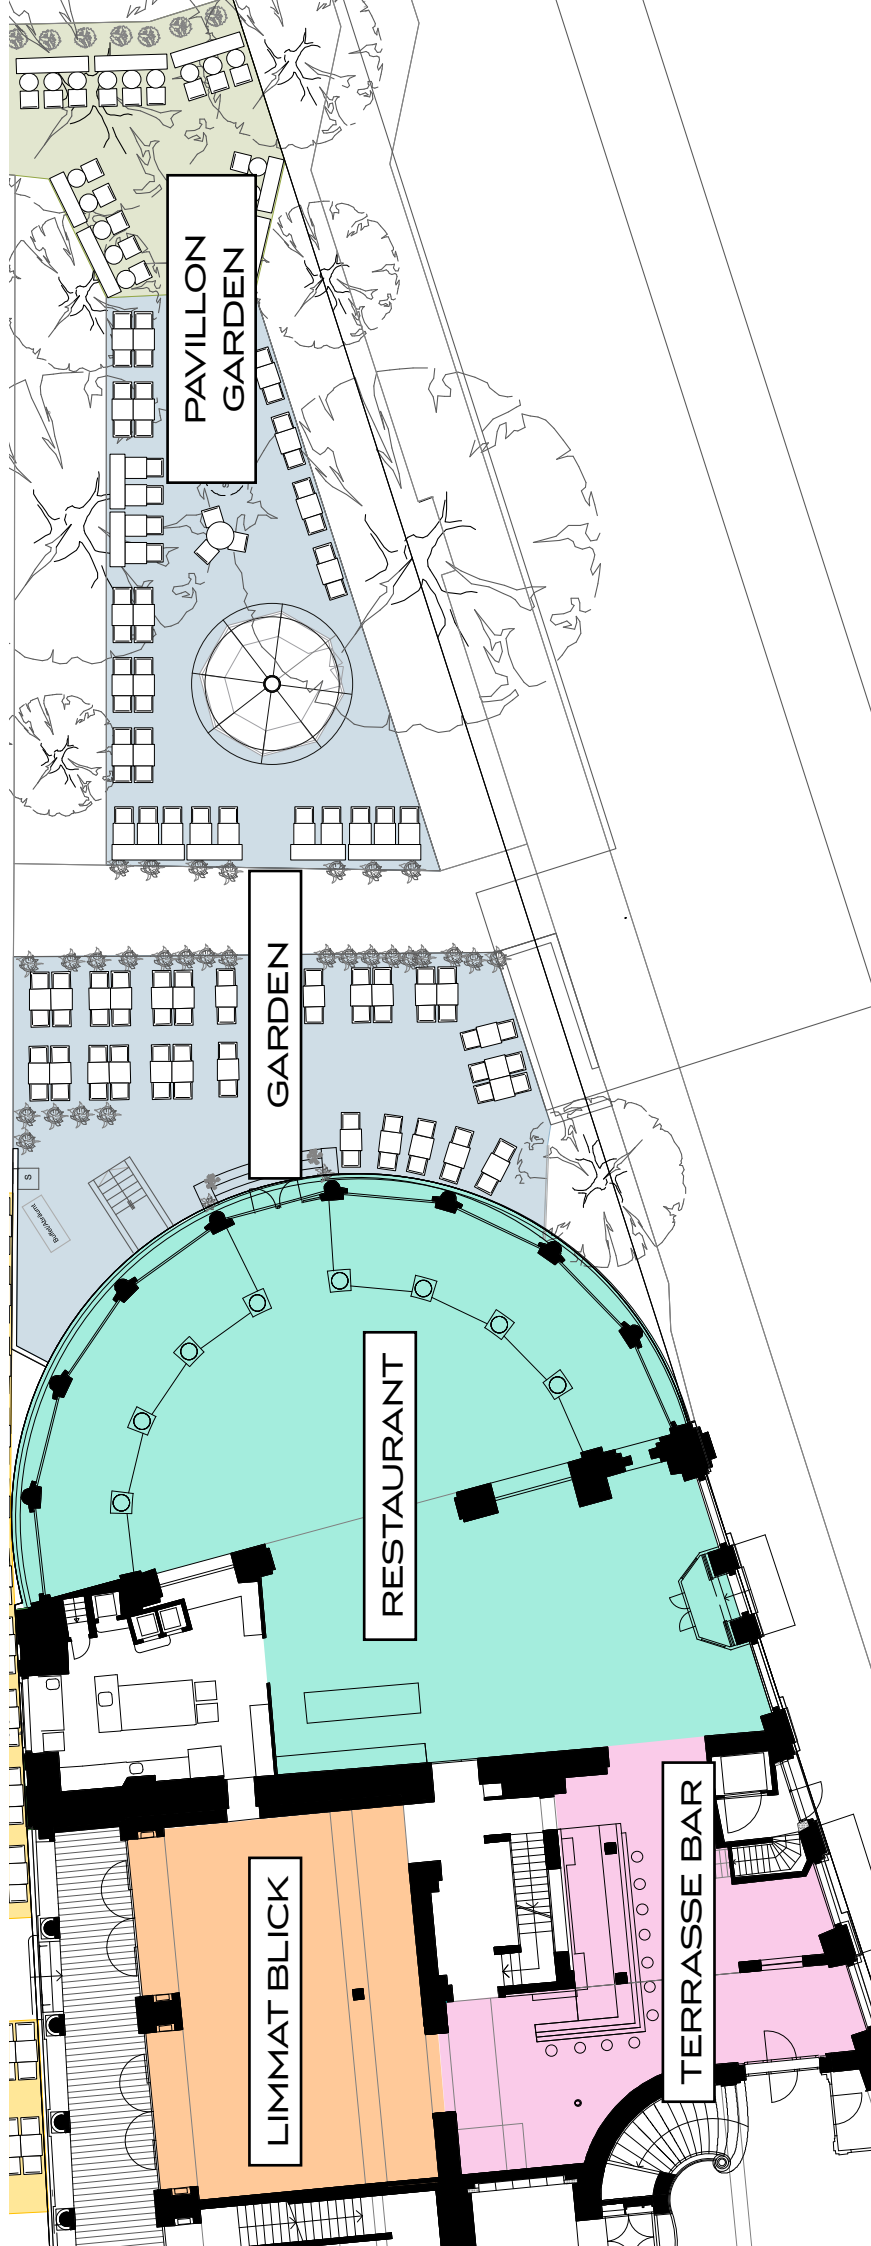 PAVILLON
GARDEN
GARDEN
S
RESTAURANT
LIMMAT BLICK
TERRASSE BAR